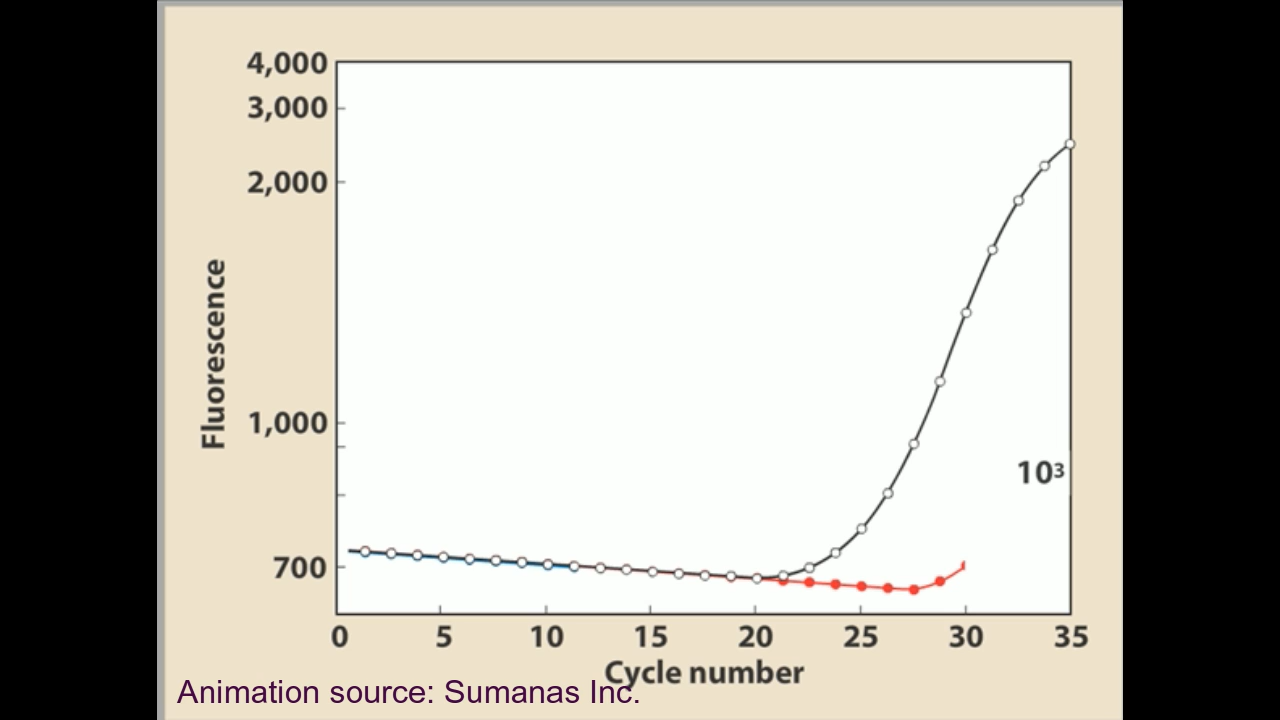 4,000
3,000
2,000
Fluorescence
1,000
10³
700
0 5 10 15 20 25 30 35
Cycle number
Animation source: Sumanas Inc.